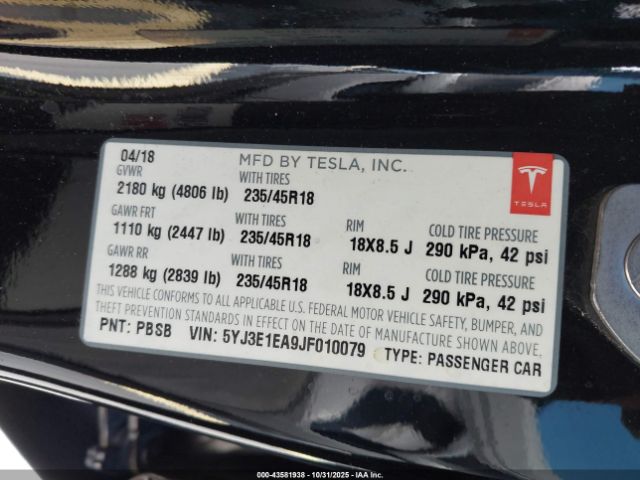 04/18 MFD BY TESLA, INC.
GVWR WITH TIRES
2180 kg (4806 lb) 235/45R18
GAWR FRT WITH TIRES RIM COLD TIRE PRESSURE
1110 kg (2447 lb) 235/45R18 18X8.5 J 290 kPa, 42 psi
GAWR RR WITH TIRES RIM COLD TIRE PRESSURE
1288 kg (2839 lb) 235/45R18 18X8.5 J 290 kPa, 42 psi
THIS VEHICLE CONFORMS TO ALL APPLICABLE U.S. FEDERAL MOTOR VEHICLE SAFETY, BUMPER, AND
THEFT PREVENTION STANDARDS IN EFFECT ON THE DATE OF MANUFACTURE SHOWN ABOVE.
PNT: PBSB VIN: 5YJ3E1EA9JF010079 TYPE: PASSENGER CAR
TESLA
000-43581938 - 10/31/2025 - COPYRIGHT IAA, LLC